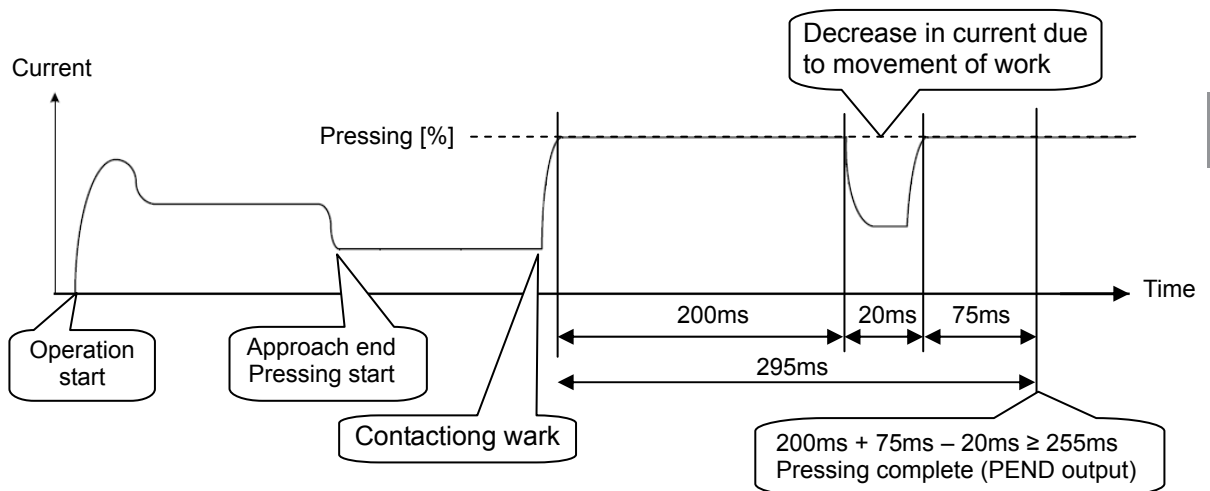 Decrease in current due
to movement of work
Current
Pressing [%]
Time
200ms
20ms
75ms
Operation
start
Approach end
Pressing start
295ms
Contactiong wark
200ms + 75ms – 20ms ≥ 255ms
Pressing complete (PEND output)